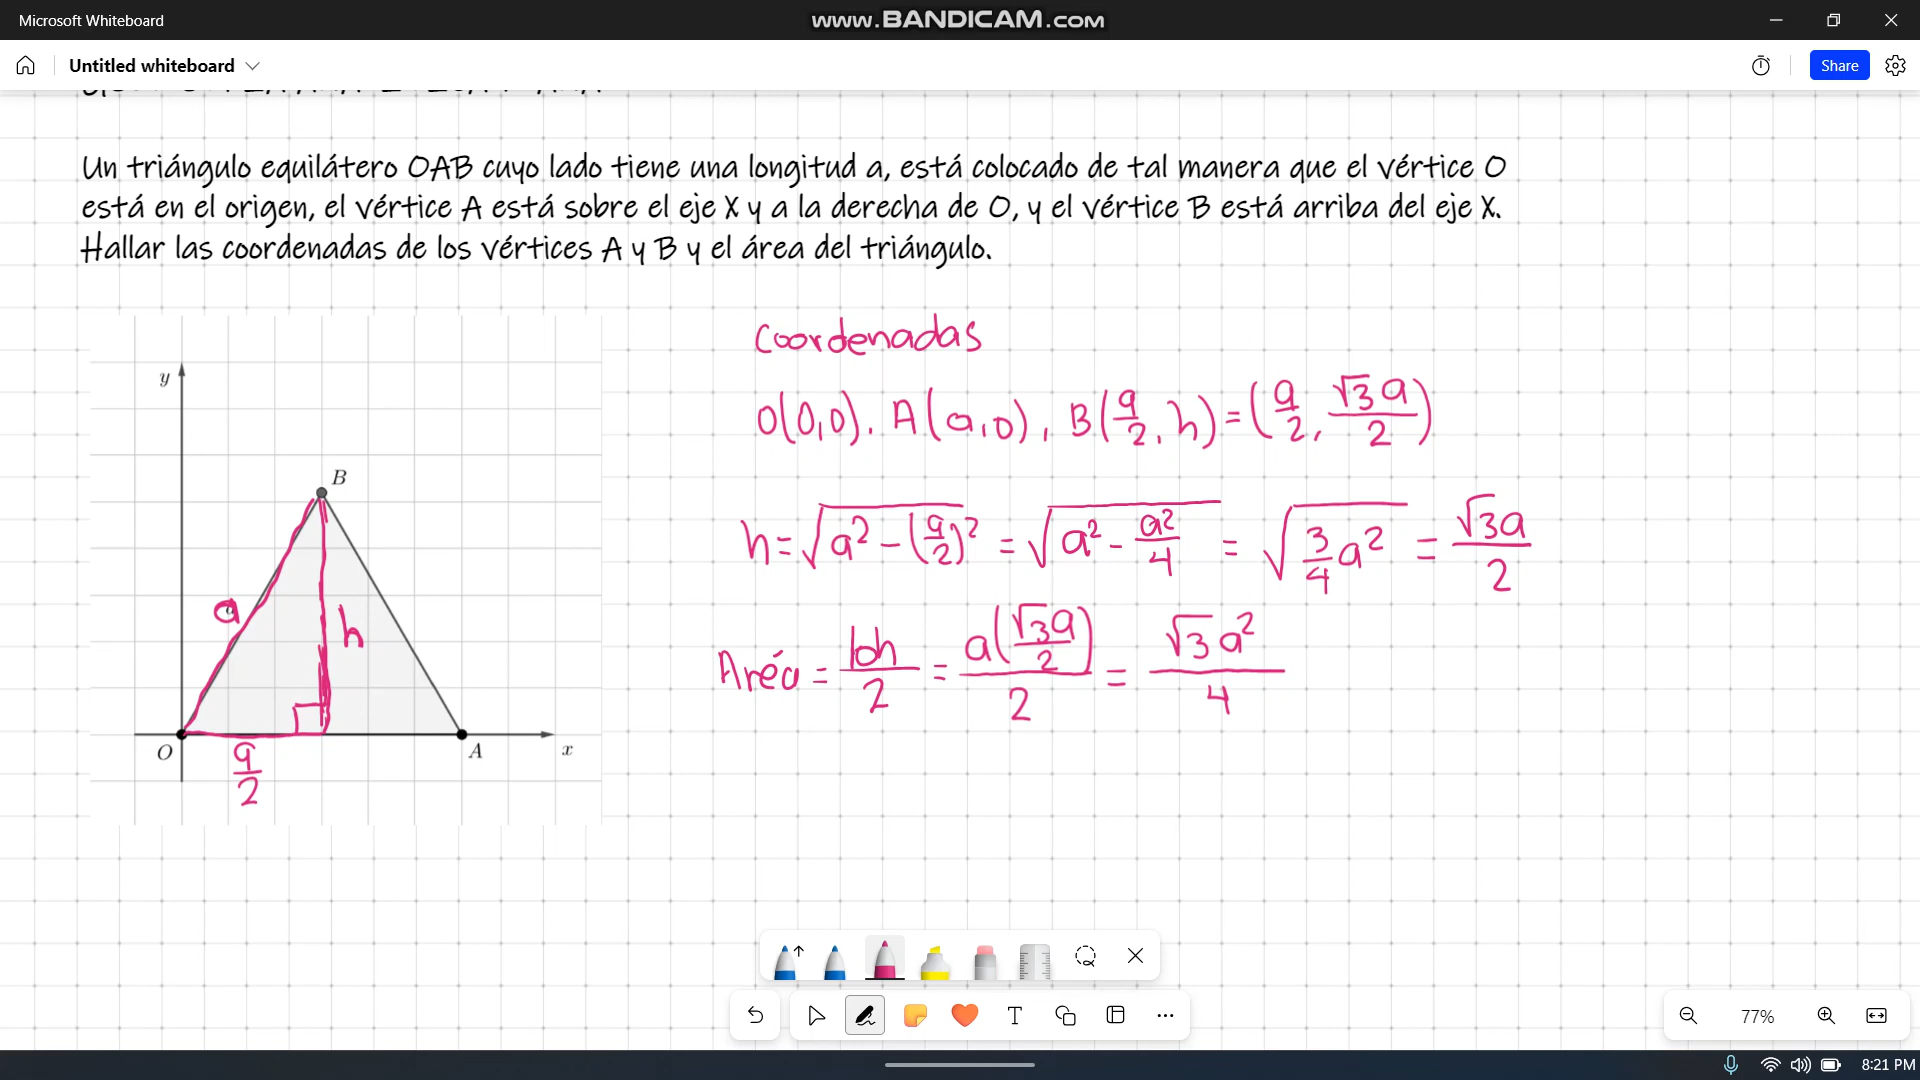 Microsoft Whiteboard
www.BANDICAM.com
Untitled whiteboard
Share
Un triángulo equilátero OAB cuyo lado tiene una longitud a, está colocado de tal manera que el vértice O
está en el origen, el vértice A está sobre el eje X y a la derecha de O, y el vértice B está arriba del eje X.
Hallar las coordenadas de los vértices A y B y el área del triángulo.
Coordenadas
O(0,0). A(a,0), B(a/2, h) = (a/2, √3a/2)
h = √(a² - (a/2)²) = √(a² - a²/4) = √(3/4 a²) = √3a/2
Aréa = bh/2 = a(√3a/2)/2 = √3a²/4
y
B
a
h
O
A
x
a/2
77%
8:21 PM